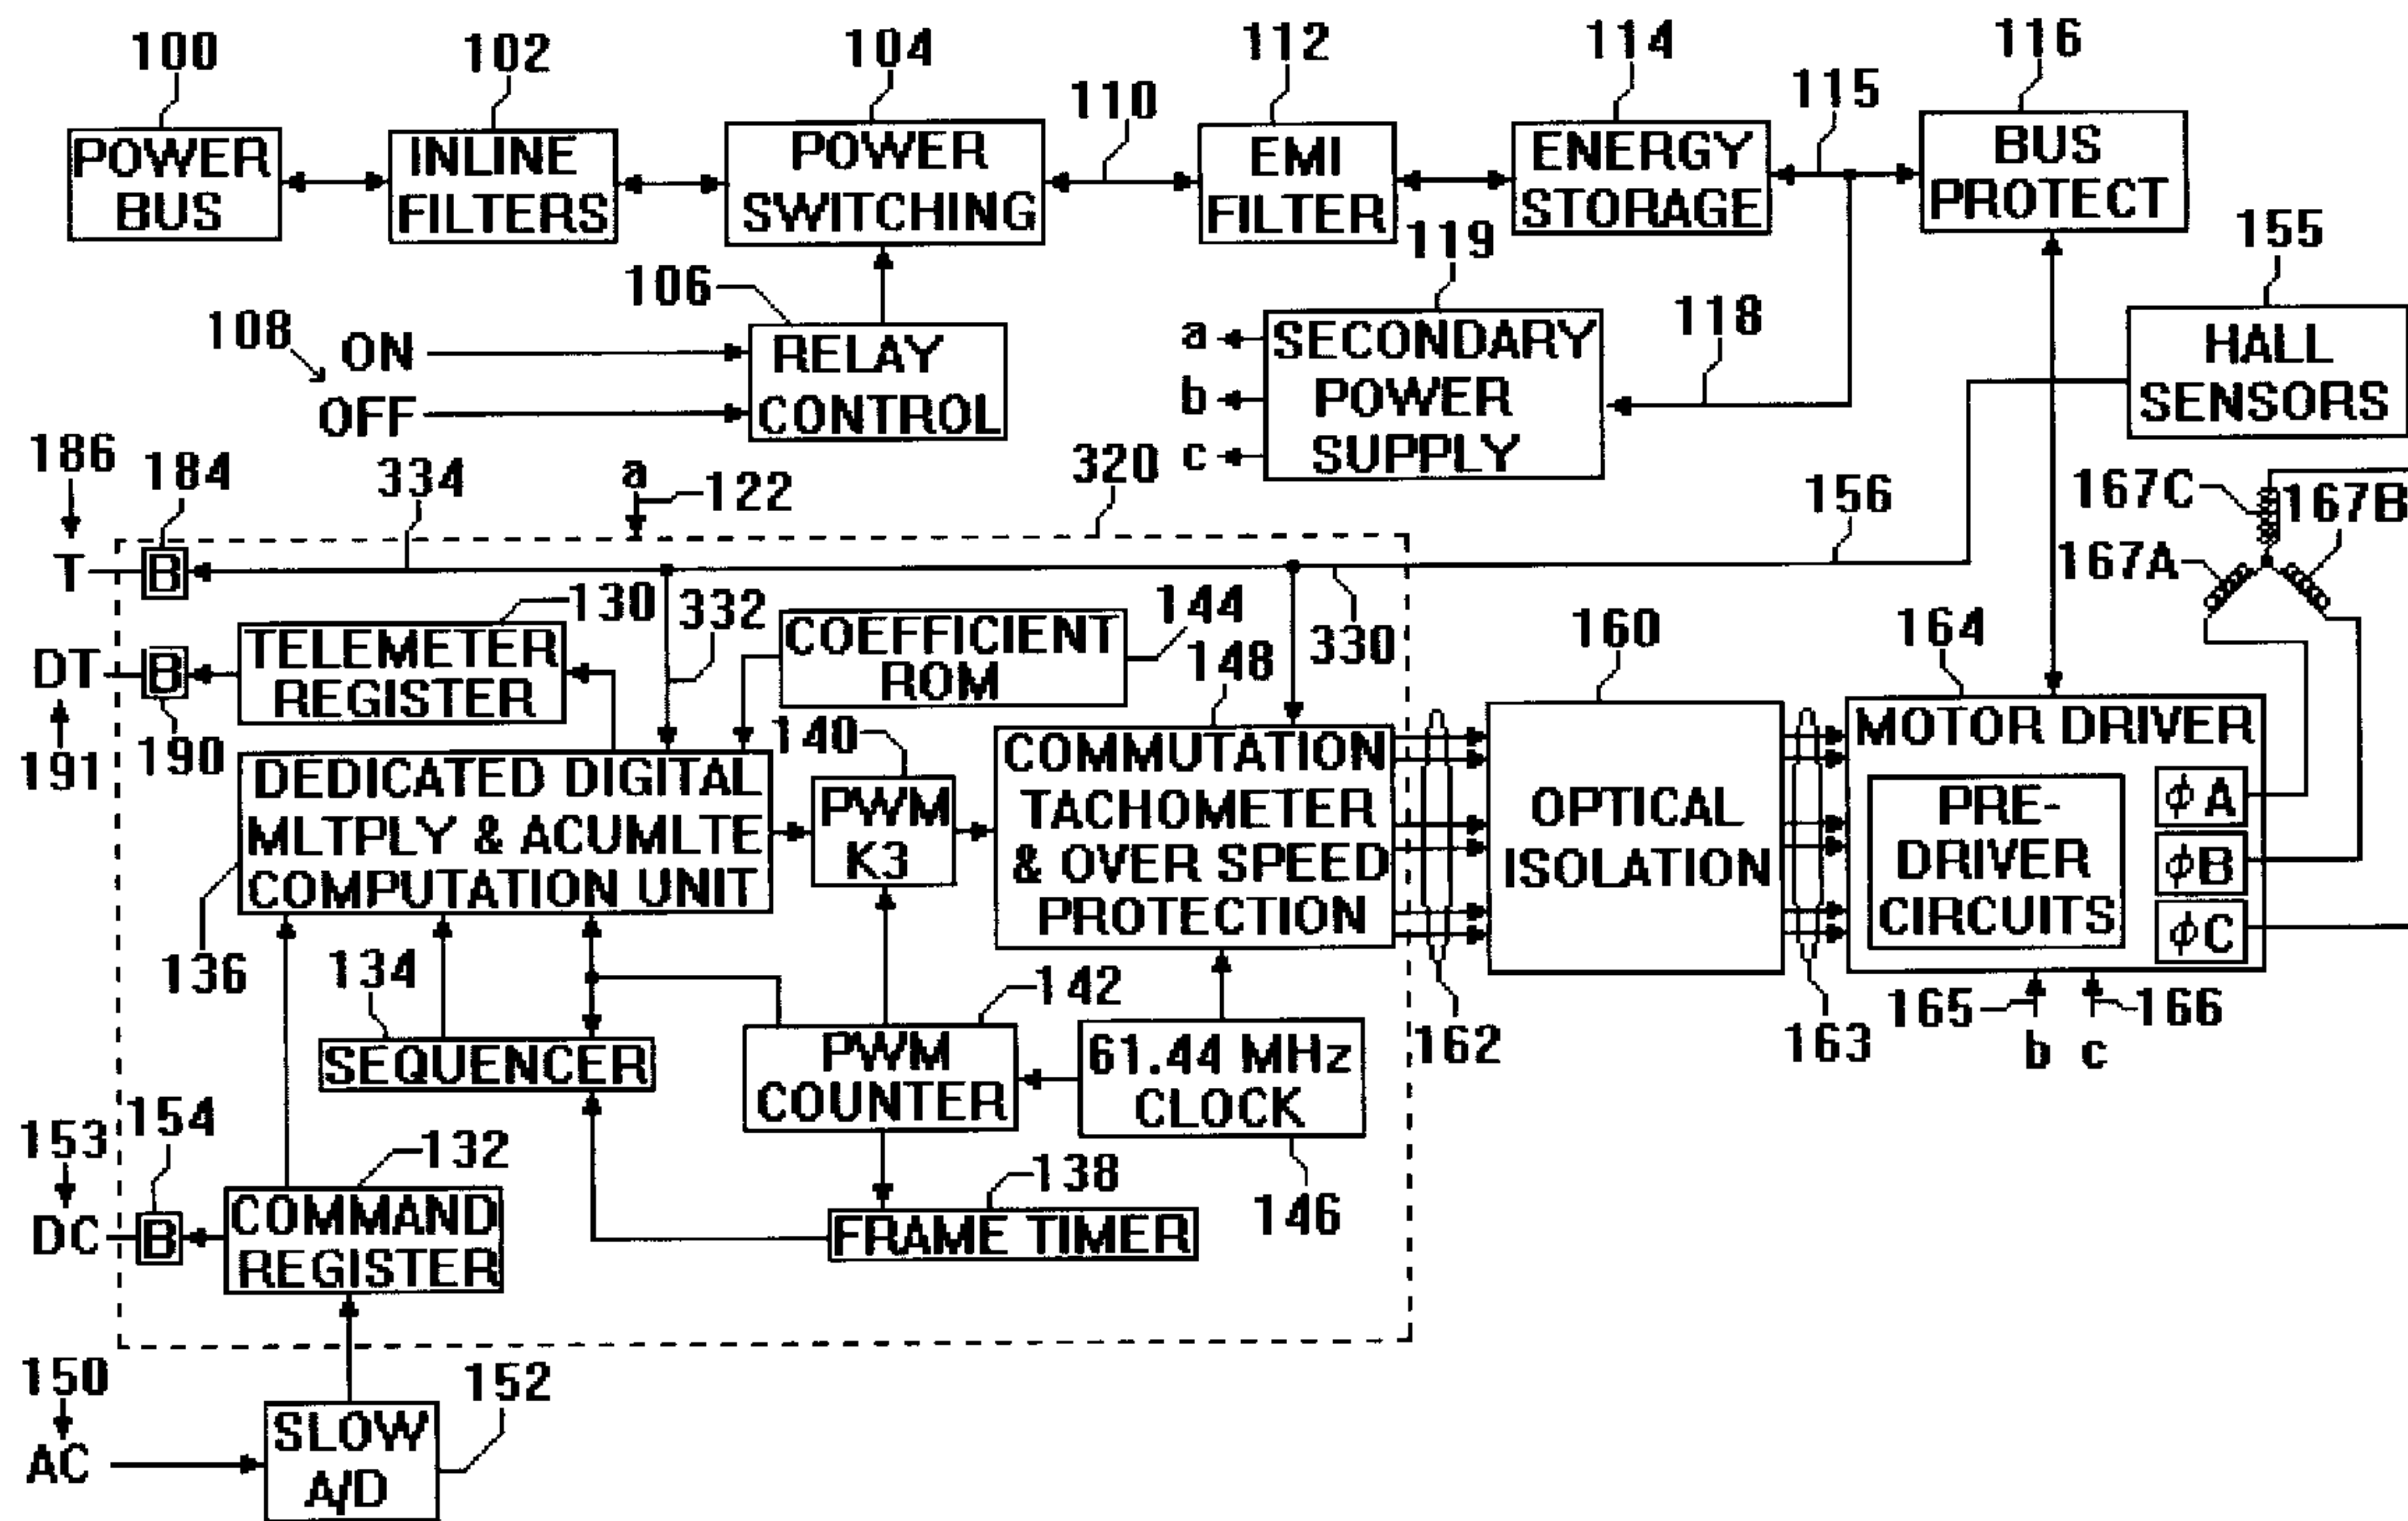 100
102
104
112
114
116
110
115
POWER
BUS
INLINE
FILTERS
POWER
SWITCHING
EMI
FILTER
ENERGY
STORAGE
BUS
PROTECT
106
119
118
155
108
ON
OFF
RELAY
CONTROL
a
b
c
SECONDARY
POWER
SUPPLY
HALL
SENSORS
186
184
334
a
122
320
156
167C
167B
167A
T
B
130
332
144
148
330
160
164
DT
B
TELEMETER
REGISTER
COEFFICIENT
ROM
191
190
140
DEDICATED DIGITAL
MLTPLY & ACUMLTE
COMPUTATION UNIT
PWM
K3
COMMUTATION
TACHOMETER
& OVER SPEED
PROTECTION
OPTICAL
ISOLATION
MOTOR DRIVER
PRE-
DRIVER
CIRCUITS
ϕA
ϕB
ϕC
136
134
142
162
163
165
166
b
c
SEQUENCER
PWM
COUNTER
61.44 MHz
CLOCK
153
154
132
138
146
DC
B
COMMAND
REGISTER
FRAME TIMER
150
152
AC
SLOW
A/D